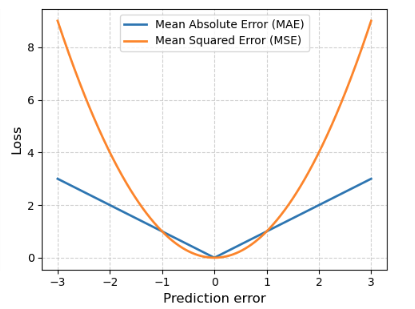 Mean Absolute Error (MAE)
Mean Squared Error (MSE)
8
6
4
2
0
Loss
−3 −2 −1 0 1 2 3
Prediction error